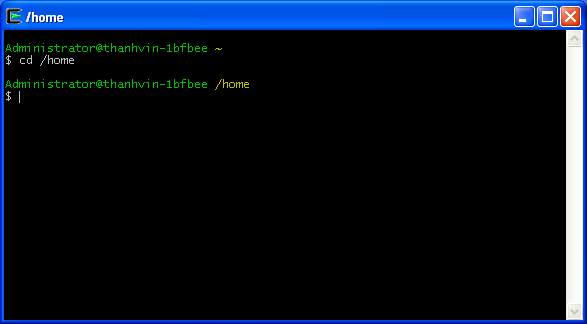 /home
Administrator@thanhvin-1bfbee ~
$ cd /home
Administrator@thanhvin-1bfbee /home
$